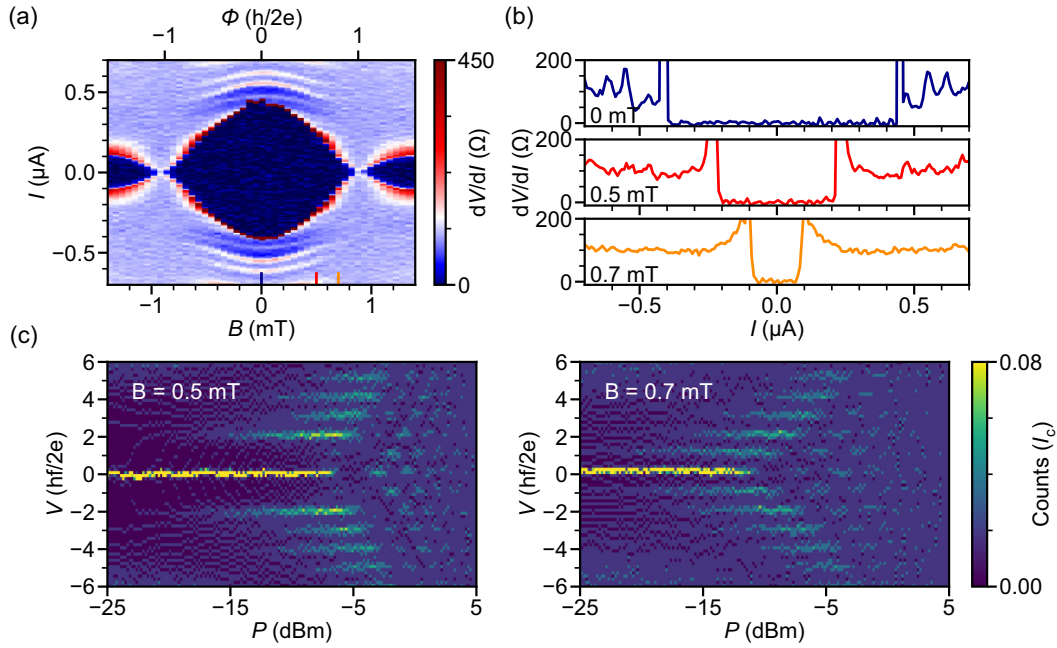 (a)
Φ (h/2e)
−1 0 1
0.5
0.0
−0.5
I (µA)
−1 0 1
B (mT)
450
0
dV/dI (Ω)
(b)
200
0
0 mT
200
0
0.5 mT
200
0
0.7 mT
dV/dI (Ω)
−0.5 0.0 0.5
I (µA)
(c)
6
4
2
0
−2
−4
−6
V (hf/2e)
B = 0.5 mT
−25 −15 −5 5
P (dBm)
6
4
2
0
−2
−4
−6
V (hf/2e)
B = 0.7 mT
−25 −15 −5 5
P (dBm)
0.08
0.00
Counts (I_C)